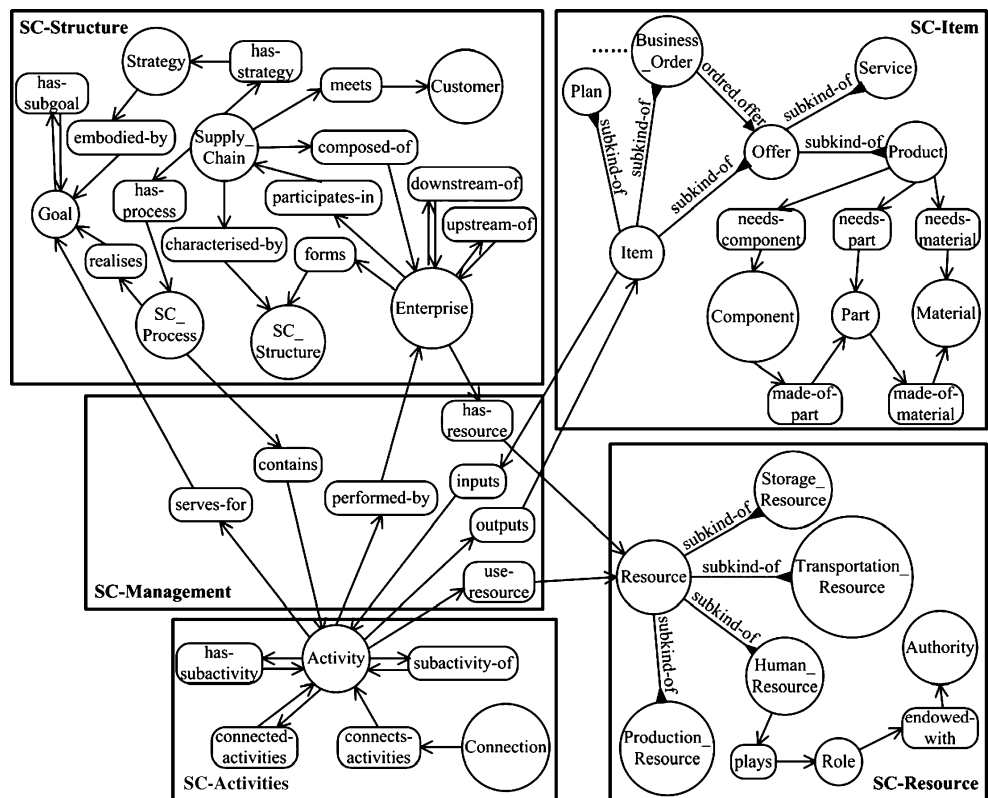 SC-Structure
Strategy
has-
strategy
has-
subgoal
meets
Customer
embodied-by
Supply_
Chain
composed-of
has-
process
downstream-of
participates-in
Goal
upstream-of
characterised-by
realises
forms
Enterprise
SC_
Process
SC_
Structure
SC-Item
Business
_Order
Service
Plan
ordred.offer
subkind-of
subkind-of
subkind-of
Offer
subkind-of
Product
subkind-of
needs-
component
needs-
part
needs-
material
Item
Component
Part
Material
made-of-
part
made-of-
material
has-
resource
contains
inputs
serves-for
performed-by
outputs
use-
resource
SC-Management
Storage_
Resource
subkind-of
Resource
subkind-of
Transportation_
Resource
subkind-of
subkind-of
Authority
Human_
Resource
Production_
Resource
endowed-
with
plays
Role
SC-Resource
has-
subactivity
Activity
subactivity-of
connected-
activities
connects-
activities
Connection
SC-Activities